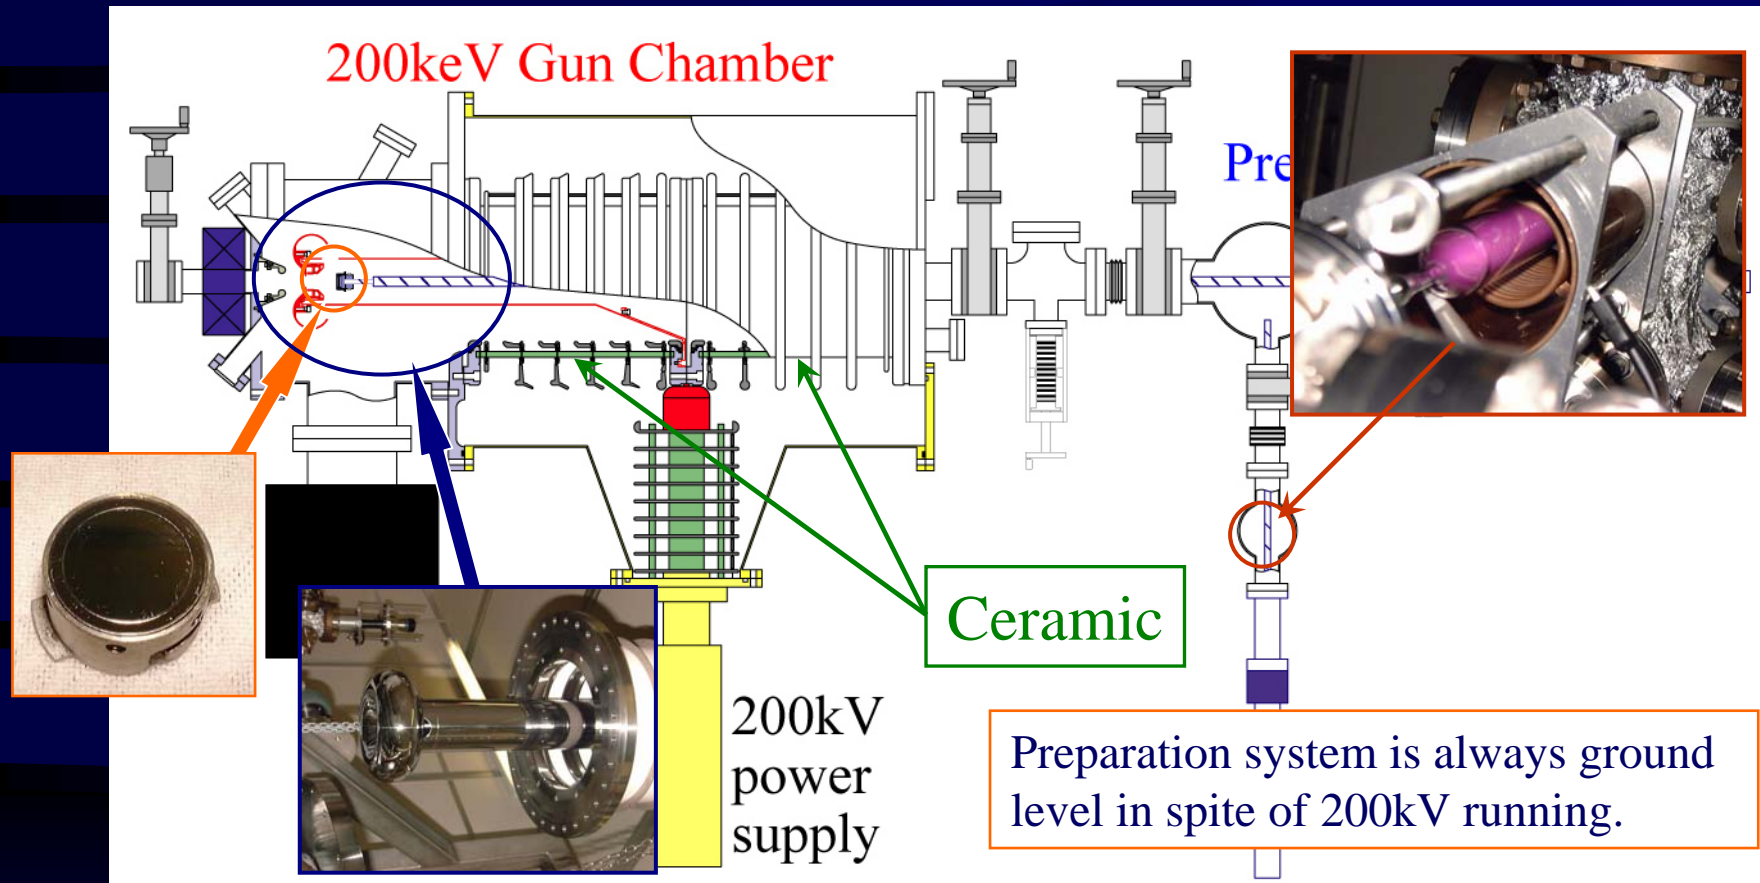 200keV Gun Chamber
Pre
Ceramic
200kV
power
supply
Preparation system is always ground
level in spite of 200kV running.